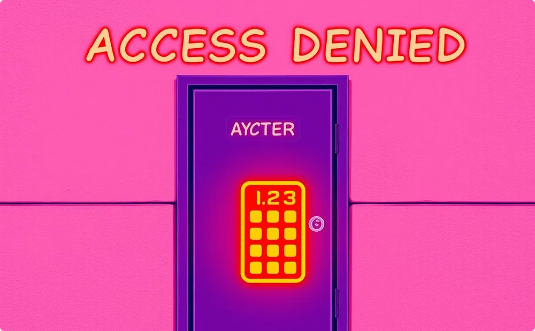 ACCESS DENIED
AYCTER
1.23